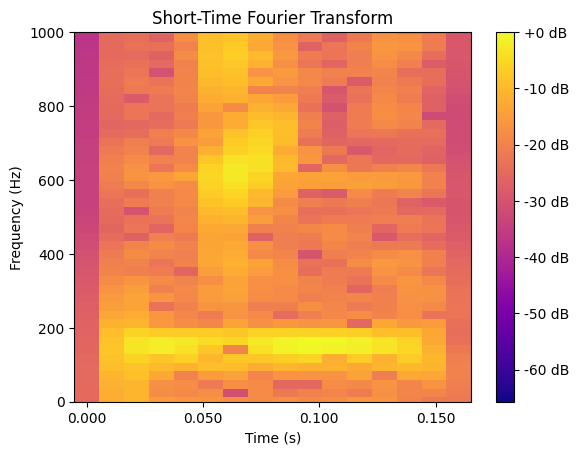 Short-Time Fourier Transform
1000
800
600
400
200
0
Frequency (Hz)
0.000
0.050
0.100
0.150
Time (s)
+0 dB
-10 dB
-20 dB
-30 dB
-40 dB
-50 dB
-60 dB